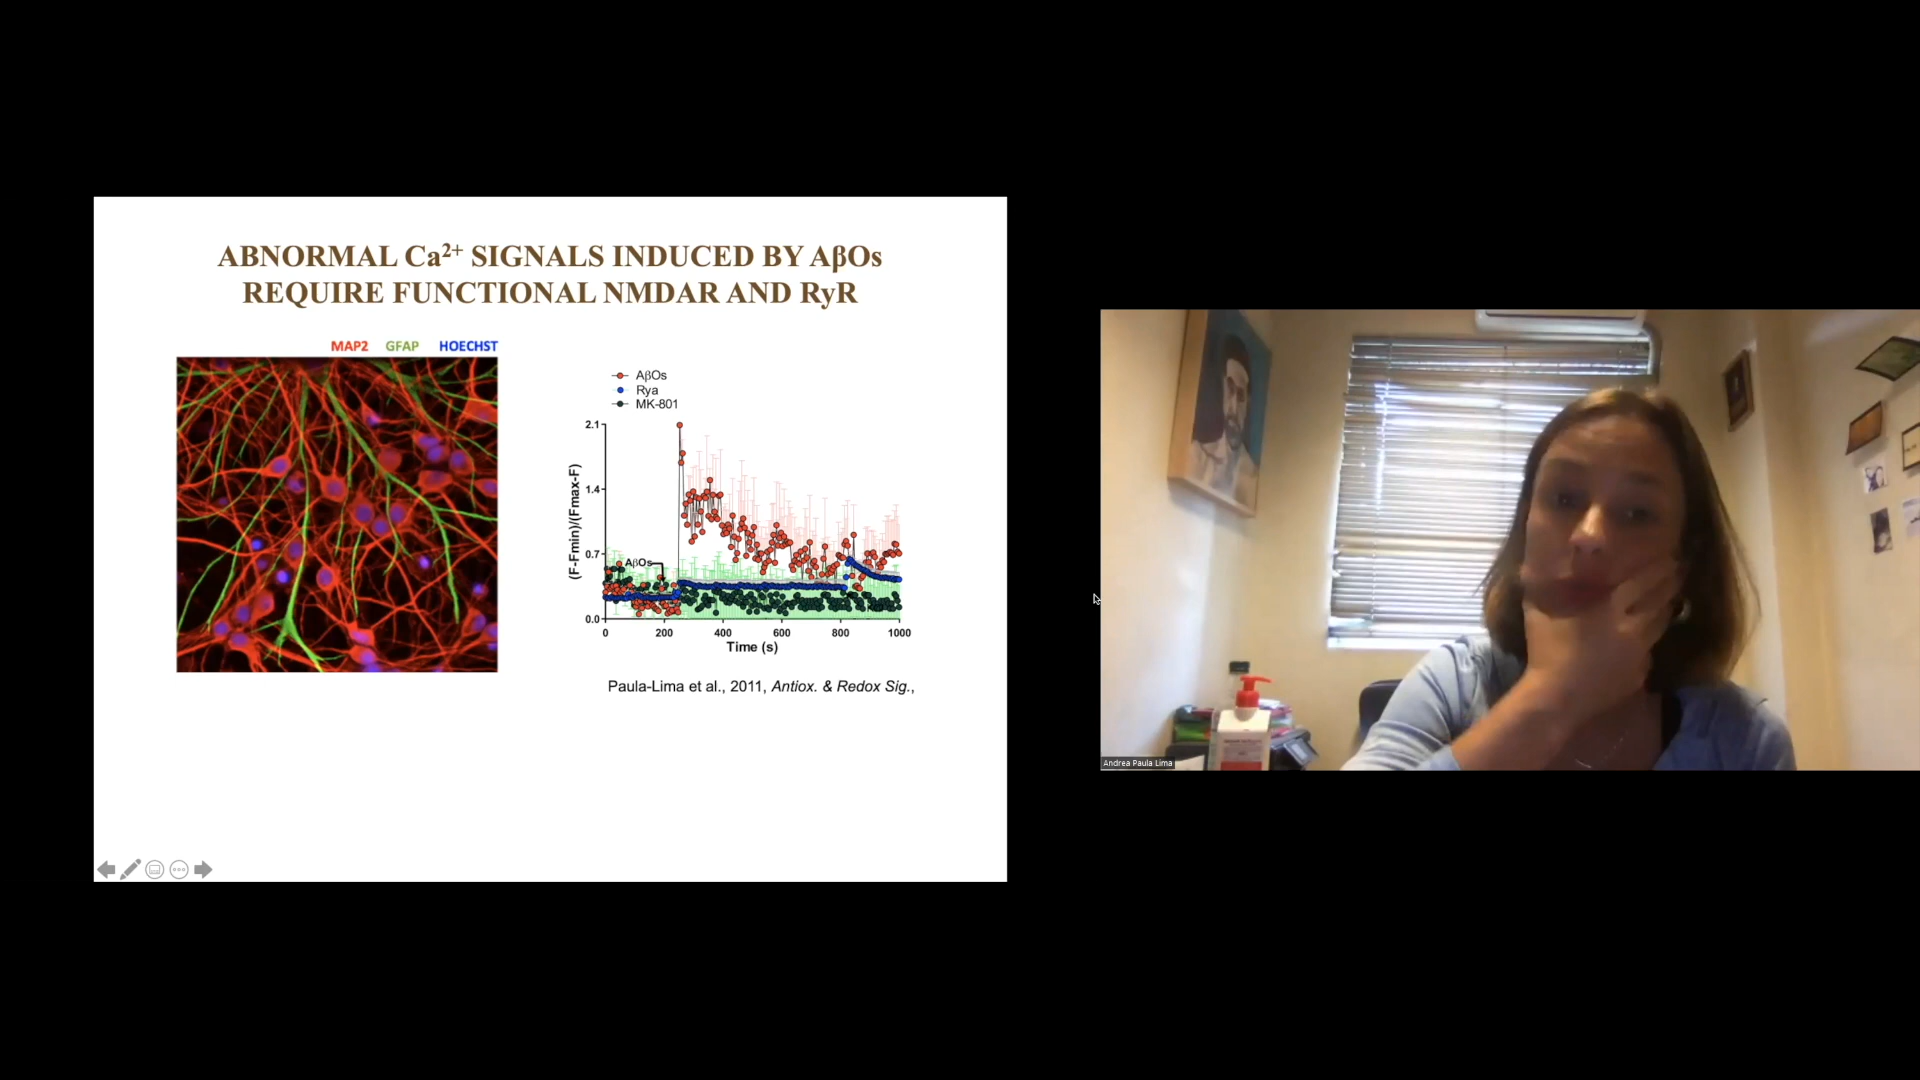 ABNORMAL Ca²⁺ SIGNALS INDUCED BY AβOs
REQUIRE FUNCTIONAL NMDAR AND RyR
MAP2 GFAP HOECHST
AβOs
Rya
MK-801
2.1
1.4
0.7
0.0
(F-Fmin)/(Fmax-F)
AβOs
0 200 400 600 800 1000
Time (s)
Paula-Lima et al., 2011, Antiox. & Redox Sig.,
Andrea Paula Lima